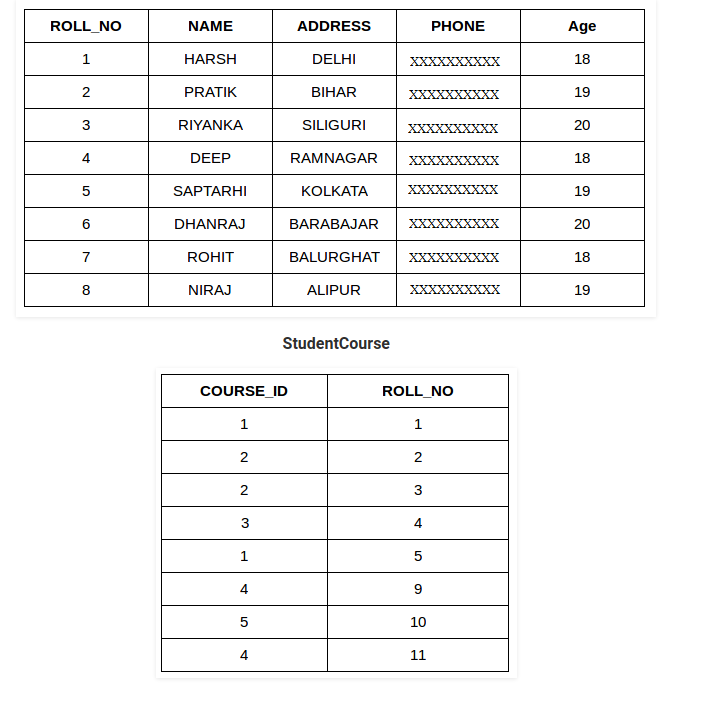 ROLL_NO NAME ADDRESS PHONE Age
1 HARSH DELHI XXXXXXXXXX 18
2 PRATIK BIHAR XXXXXXXXXX 19
3 RIYANKA SILIGURI XXXXXXXXXX 20
4 DEEP RAMNAGAR XXXXXXXXXX 18
5 SAPTARHI KOLKATA XXXXXXXXXX 19
6 DHANRAJ BARABAJAR XXXXXXXXXX 20
7 ROHIT BALURGHAT XXXXXXXXXX 18
8 NIRAJ ALIPUR XXXXXXXXXX 19
StudentCourse
COURSE_ID ROLL_NO
1 1
2 2
2 3
3 4
1 5
4 9
5 10
4 11